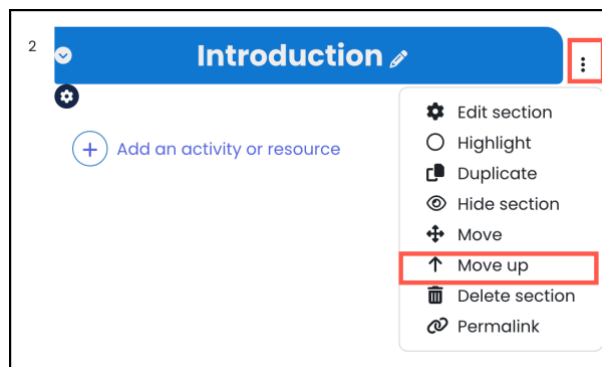 2
Introduction
Add an activity or resource
Edit section
Highlight
Duplicate
Hide section
Move
Move up
Delete section
Permalink